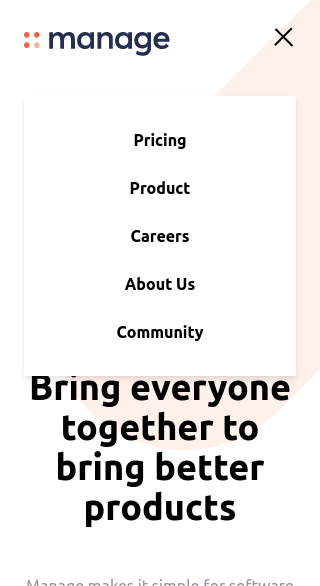 manage
Pricing
Product
Careers
About Us
Community
Bring everyone
together to
bring better
products
Manage makes it simple for software